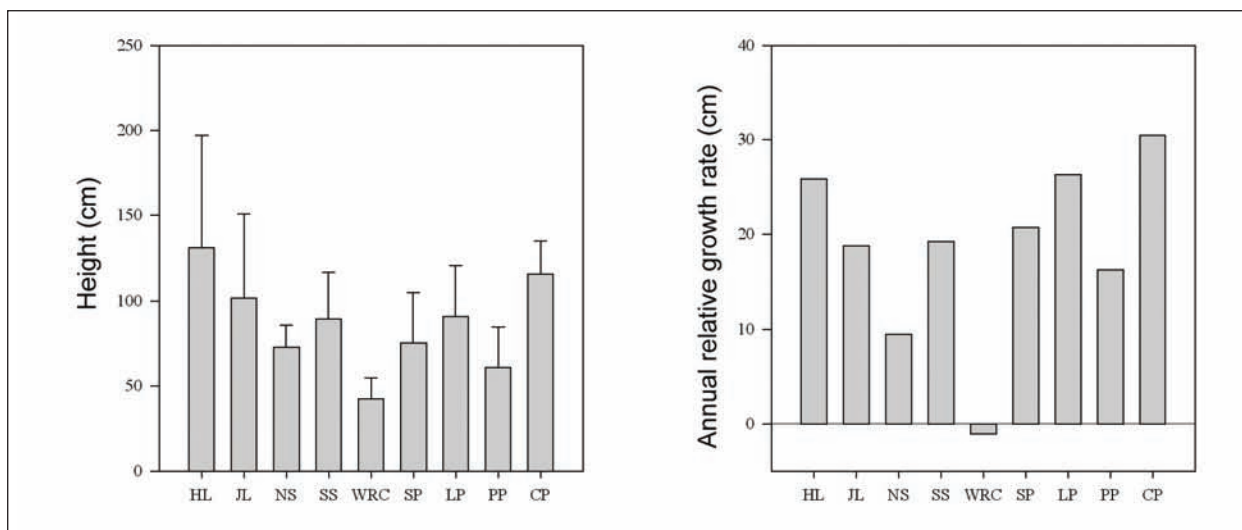 Height (cm)
250
200
150
100
50
0
HL JL NS SS WRC SP LP PP CP
Annual relative growth rate (cm)
40
30
20
10
0
HL JL NS SS WRC SP LP PP CP